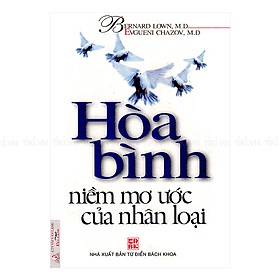 BERNARD LOWN, M.D
EVGUENI CHAZOV, M.D
Hòa
bình
niềm mơ ước
của nhân loại
NHÀ XUẤT BẢN TỪ ĐIỂN BÁCH KHOA